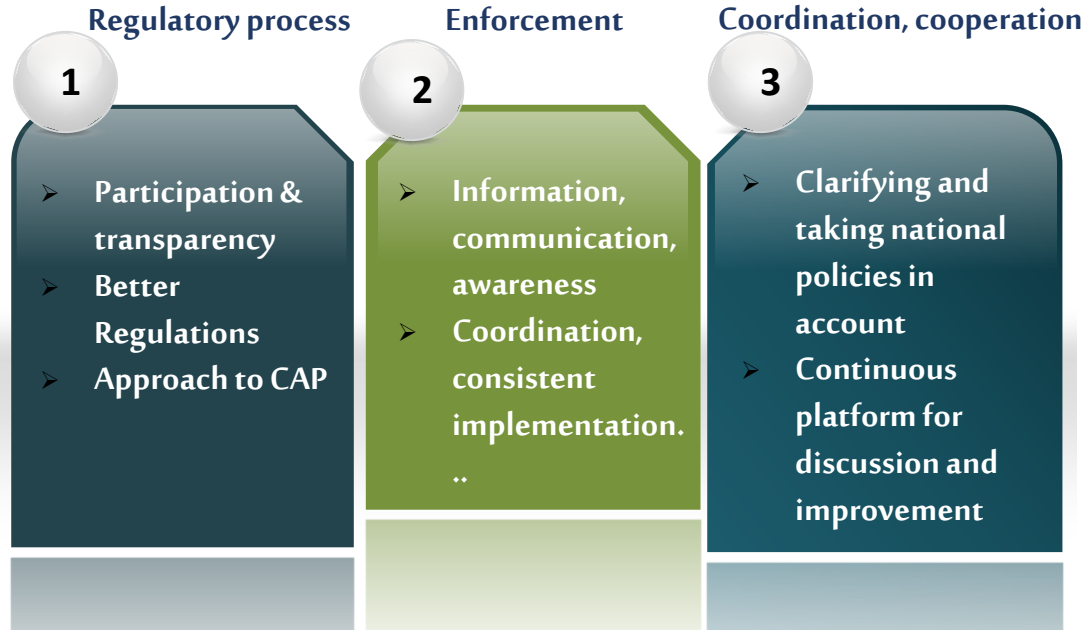 Regulatory process
1
➢ Participation &
transparency
➢ Better
Regulations
➢ Approach to CAP
Enforcement
2
➢ Information,
communication,
awareness
➢ Coordination,
consistent
implementation.
..
Coordination, cooperation
3
➢ Clarifying and
taking national
policies in
account
➢ Continuous
platform for
discussion and
improvement